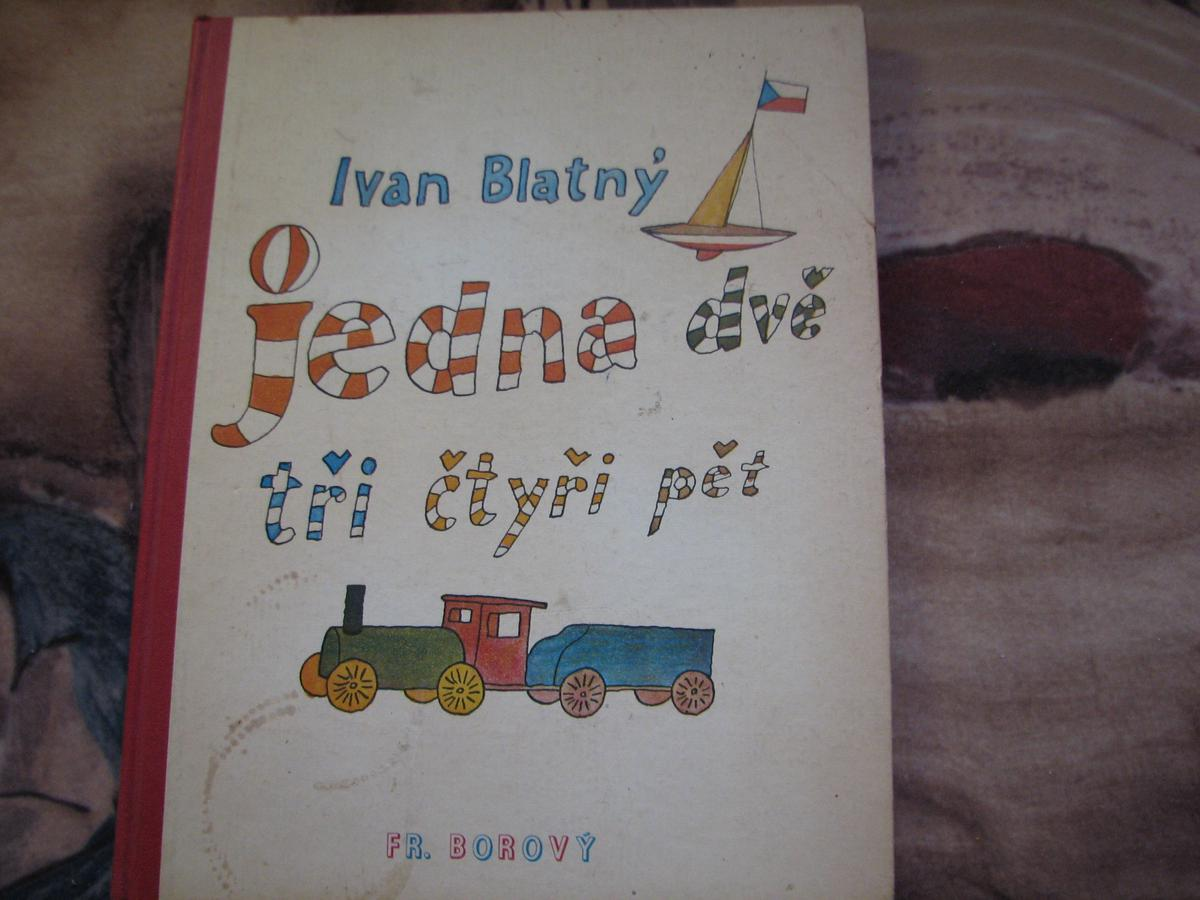 Ivan Blatný
jedna dvě
tři čtyři pět
FR. BOROVÝ